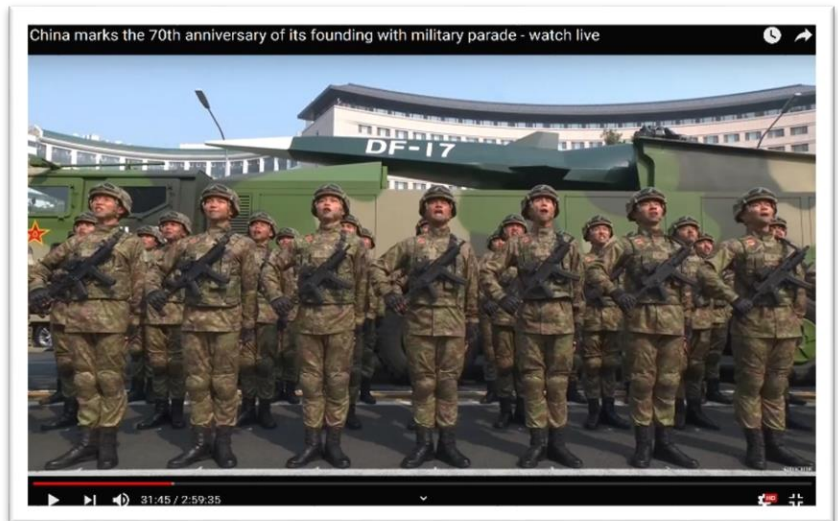 China marks the 70th anniversary of its founding with military parade - watch live
DF-17
31:45 / 2:59:35
HD